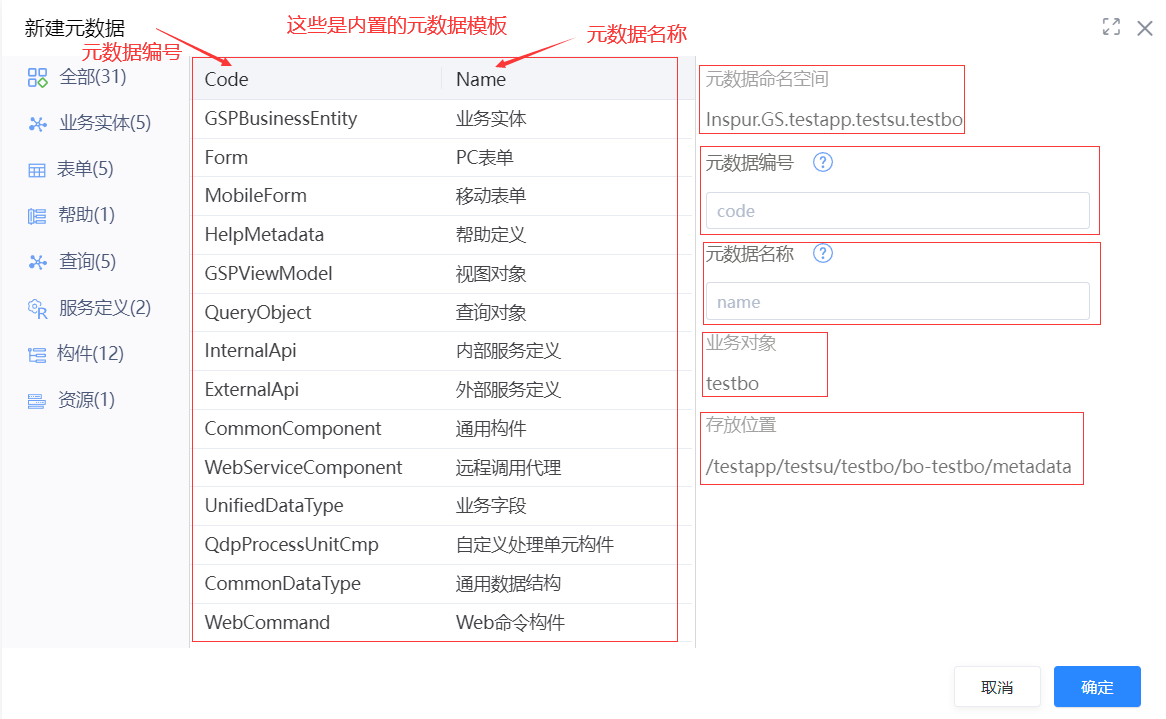 新建元数据
这些是内置的元数据模板
元数据名称
元数据编号
全部(31)
业务实体(5)
表单(5)
帮助(1)
查询(5)
服务定义(2)
构件(12)
资源(1)
Code Name
GSPBusinessEntity 业务实体
Form PC表单
MobileForm 移动表单
HelpMetadata 帮助定义
GSPViewModel 视图对象
QueryObject 查询对象
InternalApi 内部服务定义
ExternalApi 外部服务定义
CommonComponent 通用构件
WebServiceComponent 远程调用代理
UnifiedDataType 业务字段
QdpProcessUnitCmp 自定义处理单元构件
CommonDataType 通用数据结构
WebCommand Web命令构件
元数据命名空间
Inspur.GS.testapp.testsu.testbo
元数据编号 ?
code
元数据名称 ?
name
业务对象
testbo
存放位置
/testapp/testsu/testbo/bo-testbo/metadata
取消 确定